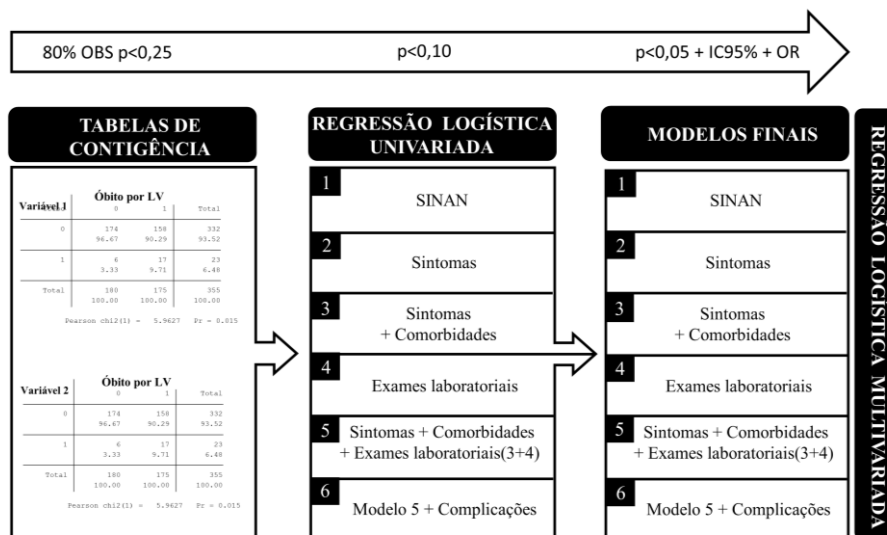 80% OBS p<0,25
p<0,10
p<0,05 + IC95% + OR
TABELAS DE
CONTIGÊNCIA
Variável 1
Óbito por LV
0 1 Total
0 174 158 332
96.67 90.29 93.52
1 6 17 23
3.33 9.71 6.48
Total 180 175 355
100.00 100.00 100.00
Pearson chi2(1) = 5.9627 Pr = 0.015
Variável 2
Óbito por LV
0 1 Total
0 174 158 332
96.67 90.29 93.52
1 6 17 23
3.33 9.71 6.48
Total 180 175 355
100.00 100.00 100.00
Pearson chi2(1) = 5.9627 Pr = 0.015
REGRESSÃO LOGÍSTICA
UNIVARIADA
1
SINAN
2
Sintomas
3
Sintomas
+ Comorbidades
4
Exames laboratoriais
5
Sintomas + Comorbidades
+ Exames laboratoriais(3+4)
6
Modelo 5 + Complicações
MODELOS FINAIS
1
SINAN
2
Sintomas
3
Sintomas
+ Comorbidades
4
Exames laboratoriais
5
Sintomas + Comorbidades
+ Exames laboratoriais(3+4)
6
Modelo 5 + Complicações
REGRESSÃO LOGÍSTICA MULTIVARIADA